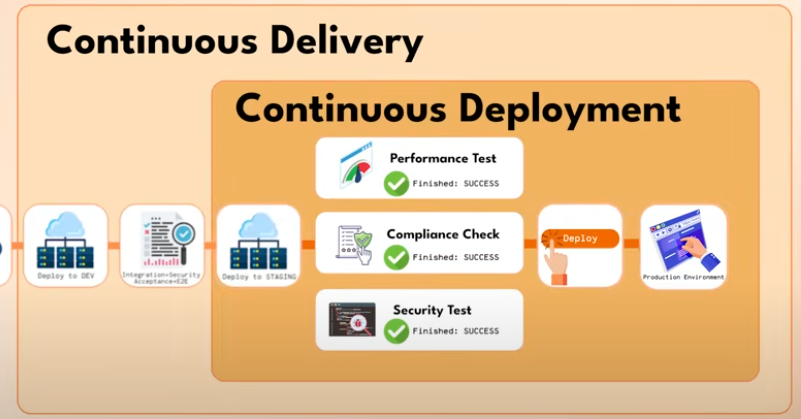 Continuous Delivery
Continuous Deployment
Performance Test
Finished: SUCCESS
Deploy to DEV
Integration+Security
Acceptance+E2E
Deploy to STAGING
Compliance Check
Finished: SUCCESS
Deploy
Production Environment
Security Test
Finished: SUCCESS